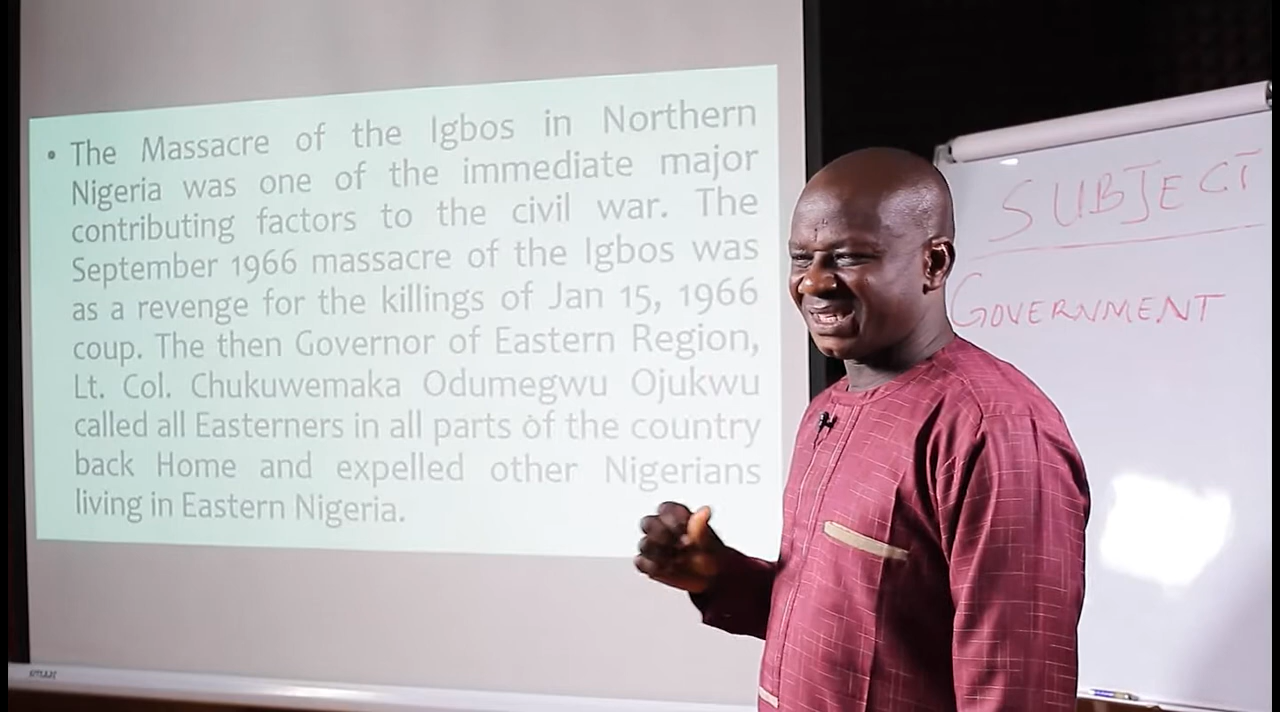 • The Massacre of the Igbos in Northern
Nigeria was one of the immediate major
contributing factors to the civil war. The
September 1966 massacre of the Igbos was
as a revenge for the killings of Jan 15, 1966
coup. The then Governor of Eastern Region,
Lt. Col. Chukuwemaka Odumegwu Ojukwu
called all Easterners in all parts of the country
back Home and expelled other Nigerians
living in Eastern Nigeria.
SUBJECT
GOVERNMENT